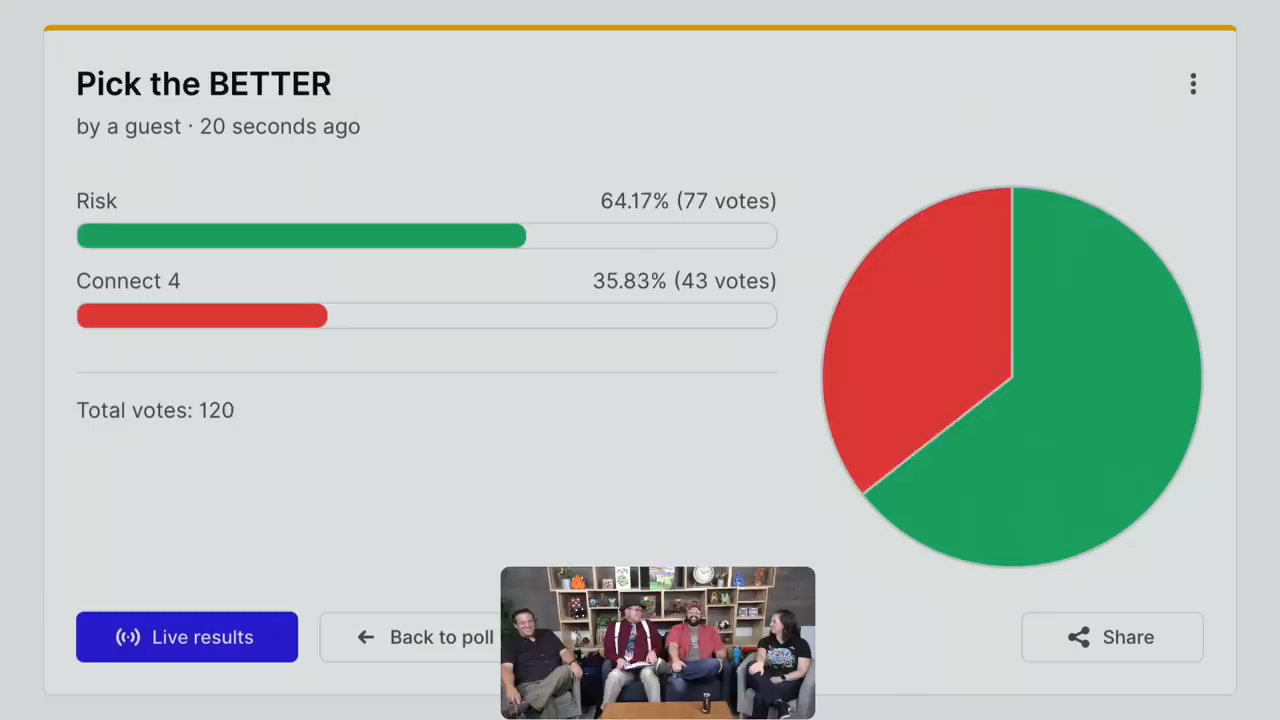 Pick the BETTER
by a guest · 20 seconds ago
Risk
64.17% (77 votes)
Connect 4
35.83% (43 votes)
Total votes: 120
Live results
Back to poll
Share